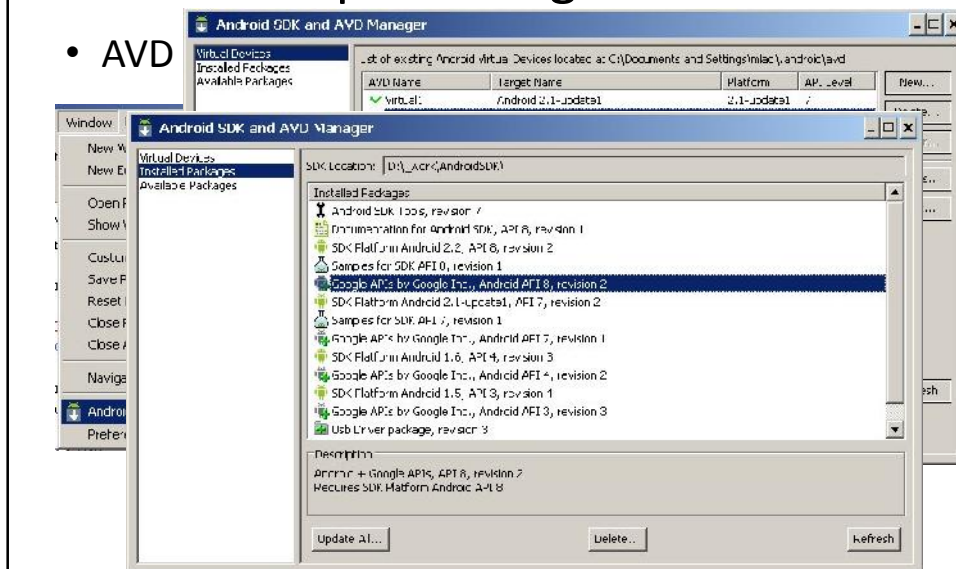 • AVD
Android SDK and AVD Manager
Virtual Devices
Installed Packages
Available Packages
List of existing Android Virtual Devices located at C:\Documents and Settings\mlac\.android\avd
AVD Name Target Name Platform API Level
virtual1 Android 2.1-update1 2.1-update1 7
New...
Window
New
New
Open
Show
Save
Reset
Close
Close
Android SDK and AVD Manager
Virtual Devices
Installed Packages
Available Packages
SDK Location: D:\_work\AndroidSDK\
Installed Packages
Android SDK Tools, revision 7
Documentation for Android SDK, API 8, revision 1
SDK Platform Android 2.2, API 8, revision 2
Samples for SDK API 8, revision 1
Google APIs by Google Inc., Android API 8, revision 2
SDK Platform Android 2.1-update1, API 7, revision 2
Samples for SDK API 7, revision 1
Google APIs by Google Inc., Android API 7, revision 1
SDK Platform Android 1.6, API 4, revision 3
Google APIs by Google Inc., Android API 4, revision 2
SDK Platform Android 1.5, API 3, revision 4
Google APIs by Google Inc., Android API 3, revision 3
Usb Driver package, revision 3
Description
Android + Google APIs, API 8, revision 2
Requires SDK Platform Android API 8
Update All... Delete... Refresh